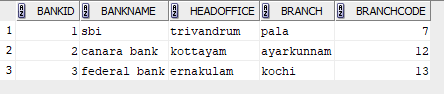 BANKID BANKNAME HEADOFFICE BRANCH BRANCHCODE
1 1 sbi trivandrum pala 7
2 2 canara bank kottayam ayarkunnam 12
3 3 federal bank ernakulam kochi 13